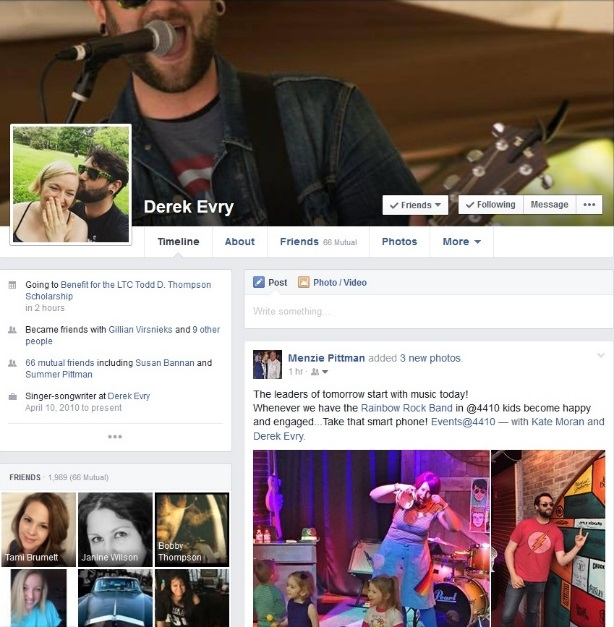 Derek Evry
Friends
Following
Message
Timeline
About
Friends 66 Mutual
Photos
More
Going to Benefit for the LTC Todd D. Thompson
Scholarship
in 2 hours
Became friends with Gillian Virsnieks and 9 other
people
66 mutual friends including Susan Bannan and
Summer Pittman
Singer-songwriter at Derek Evry
April 10, 2010 to present
FRIENDS · 1,989 (66 Mutual)
Tami Brumett
Janine Wilson
Bobby
Thompson
Post
Photo / Video
Write something...
Menzie Pittman added 3 new photos.
1 hr ·
The leaders of tomorrow start with music today!
Whenever we have the Rainbow Rock Band in @4410 kids become happy
and engaged...Take that smart phone! Events@4410 — with Kate Moran and
Derek Evry.
Pearl